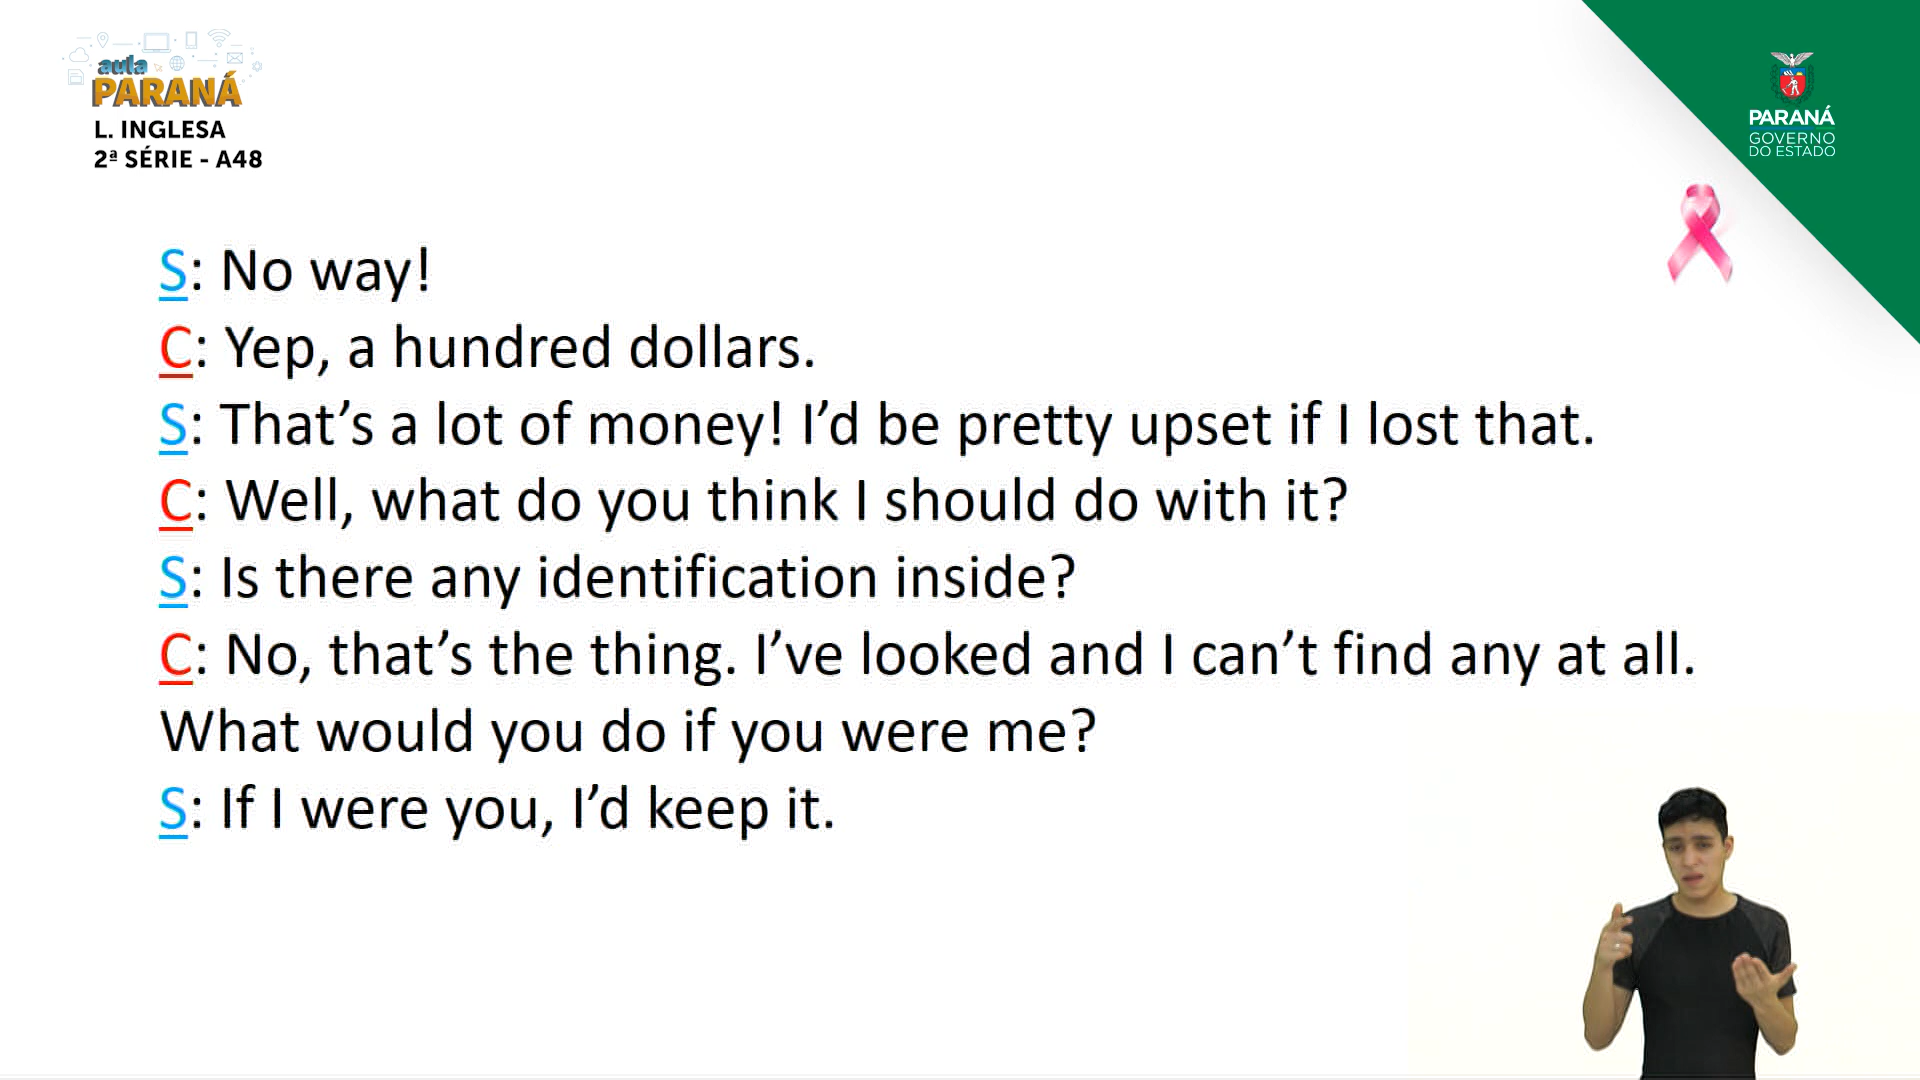 aula
PARANÁ
L. INGLESA
2ª SÉRIE - A48
PARANÁ
GOVERNO
DO ESTADO
S: No way!
C: Yep, a hundred dollars.
S: That’s a lot of money! I’d be pretty upset if I lost that.
C: Well, what do you think I should do with it?
S: Is there any identification inside?
C: No, that’s the thing. I’ve looked and I can’t find any at all.
What would you do if you were me?
S: If I were you, I’d keep it.